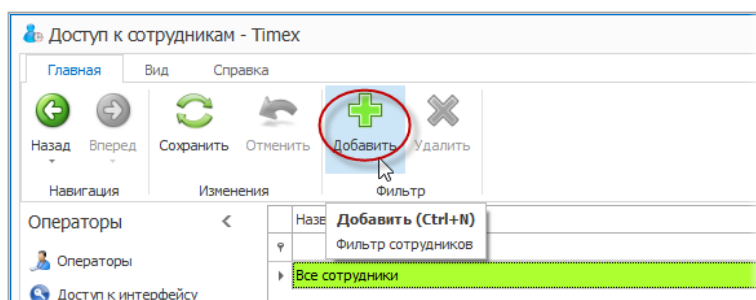 Доступ к сотрудникам - Timex
Главная Вид Справка
Назад Вперед Сохранить Отменить Добавить Удалить
Навигация Изменения Фильтр
Операторы < Назв
Добавить (Ctrl+N)
Фильтр сотрудников
Операторы
Все сотрудники
Доступ к интерфейсу